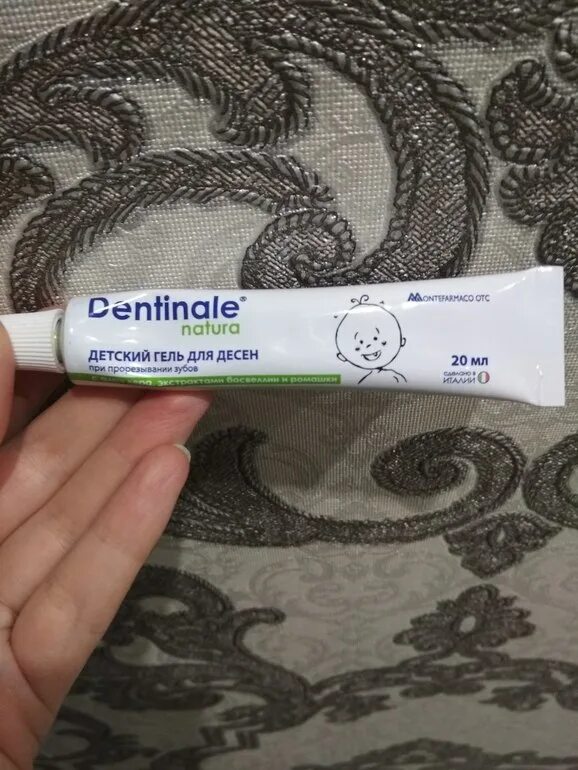 Dentinale®
natura
ДЕТСКИЙ ГЕЛЬ ДЛЯ ДЕСЕН
при прорезывании зубов
экстрактами босвеллии и ромашки
MONTEFARMACO OTC
20 мл
СДЕЛАНО В
ИТАЛИИ